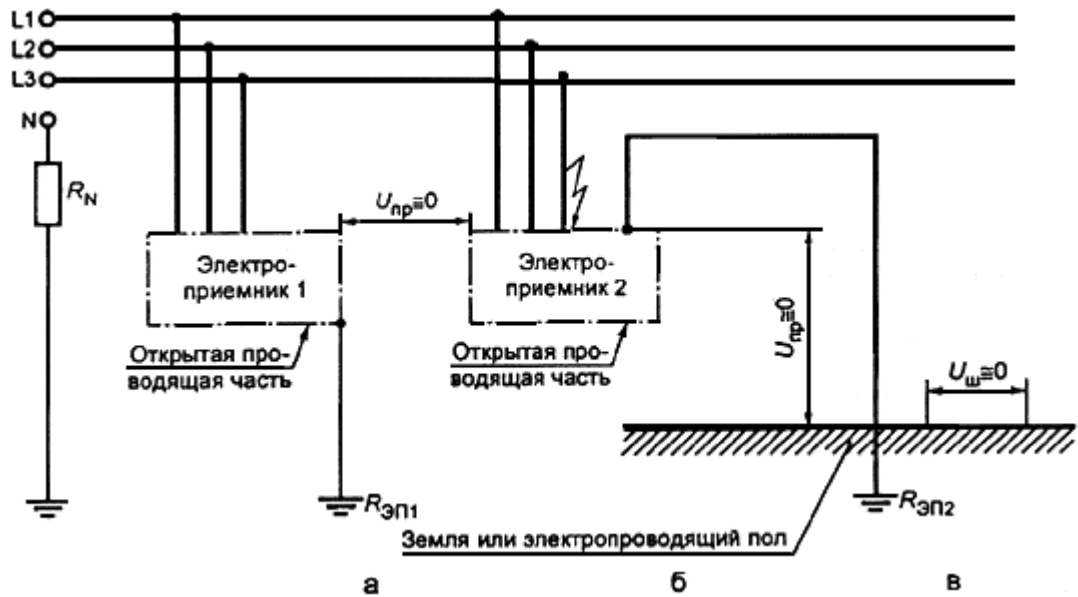 L1
L2
L3
N
R_N
U_пр≅0
Электро-
приемник 1
Электро-
приемник 2
Открытая про-
водящая часть
Открытая про-
водящая часть
U_пр≅0
U_ш≅0
R_ЭП1
R_ЭП2
Земля или электропроводящий пол
а
б
в